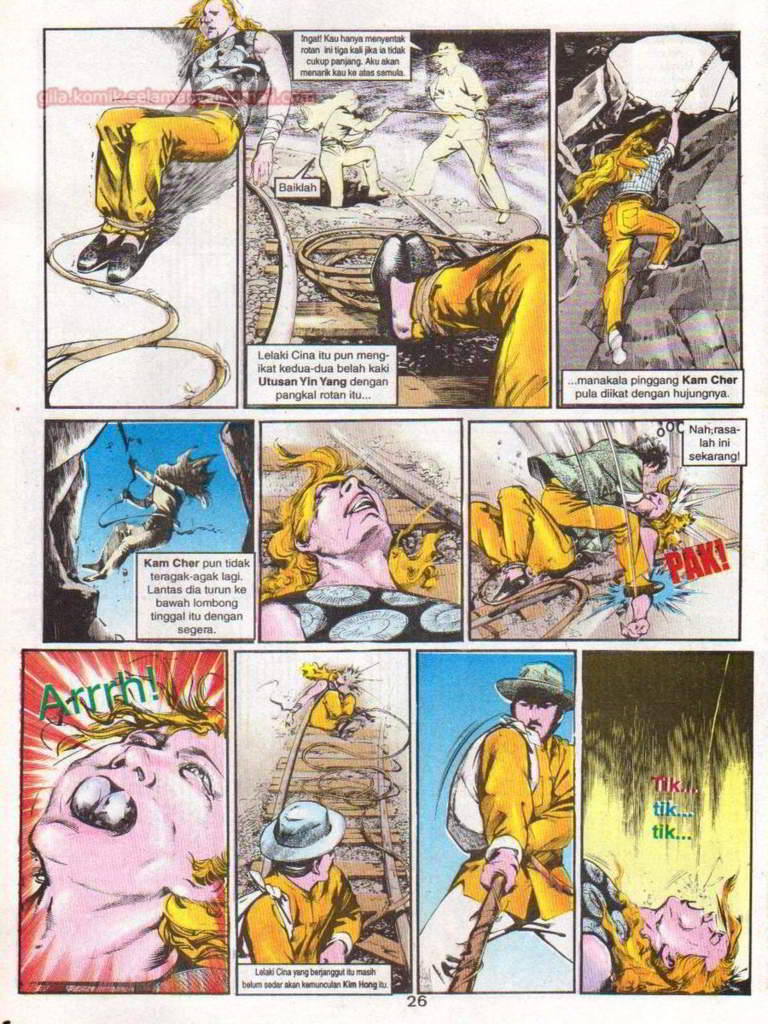 gila.komik.selama
Ingat! Kau hanya menyentak
rotan ini tiga kali jika ia tidak
cukup panjang. Aku akan
menarik kau ke atas semula.
Baiklah
Lelaki Cina itu pun meng-
ikat kedua-dua belah kaki
Utusan Yin Yang dengan
pangkal rotan itu...
...manakala pinggang Kam Cher
pula diikat dengan hujungnya.
Kam Cher pun tidak
teragak-agak lagi.
Lantas dia turun ke
bawah lombong
tinggal itu dengan
segera.
Nah,rasa-
lah ini
sekarang!
PAK!
Arrrh!
Lelaki Cina yang berjanggut itu masih
belum sedar akan kemunculan Kim Hong itu.
Tik...
tik...
tik...
26